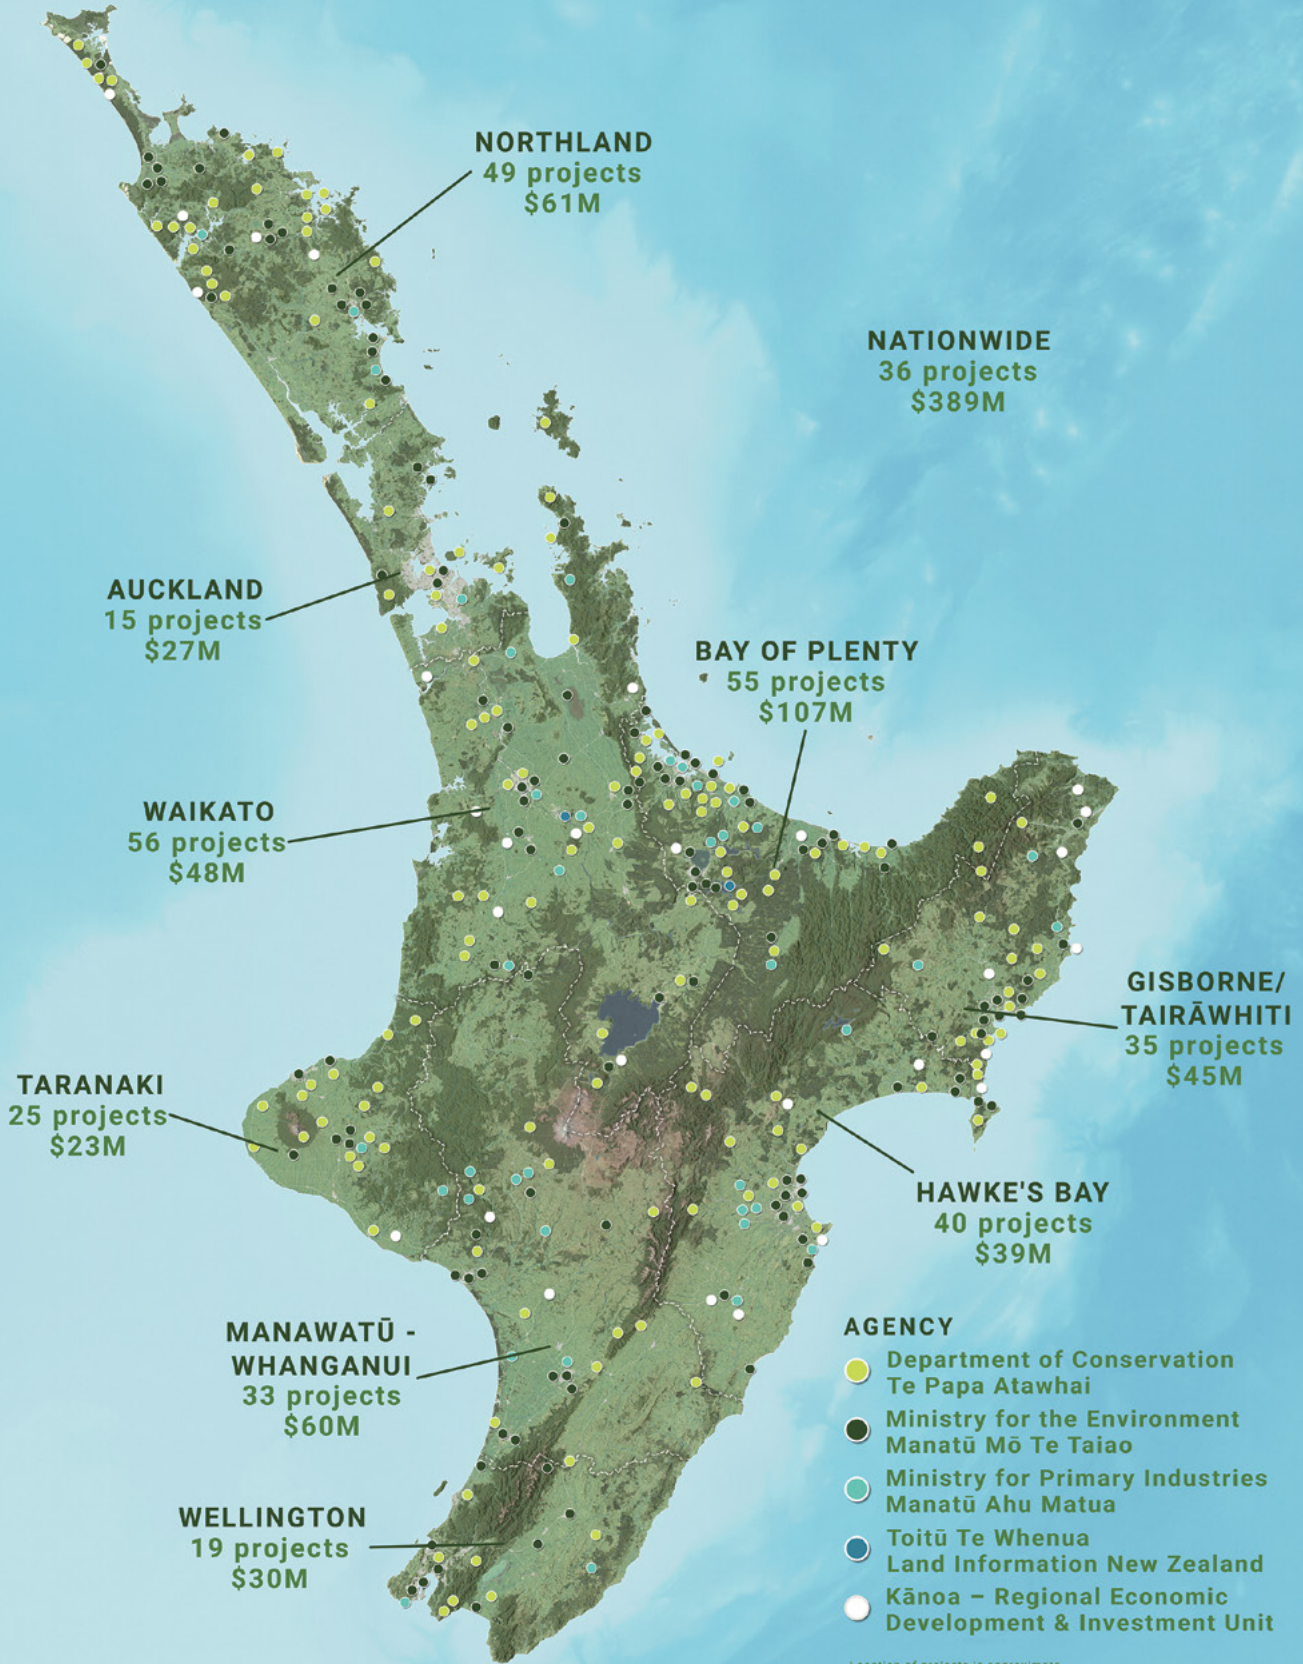 NORTHLAND
49 projects
$61M
NATIONWIDE
36 projects
$389M
AUCKLAND
15 projects
$27M
BAY OF PLENTY
55 projects
$107M
WAIKATO
56 projects
$48M
GISBORNE/
TAIRĀWHITI
35 projects
$45M
TARANAKI
25 projects
$23M
HAWKE'S BAY
40 projects
$39M
MANAWATŪ -
WHANGANUI
33 projects
$60M
WELLINGTON
19 projects
$30M
AGENCY
Department of Conservation
Te Papa Atawhai
Ministry for the Environment
Manatū Mō Te Taiao
Ministry for Primary Industries
Manatū Ahu Matua
Toitū Te Whenua
Land Information New Zealand
Kānoa – Regional Economic
Development & Investment Unit